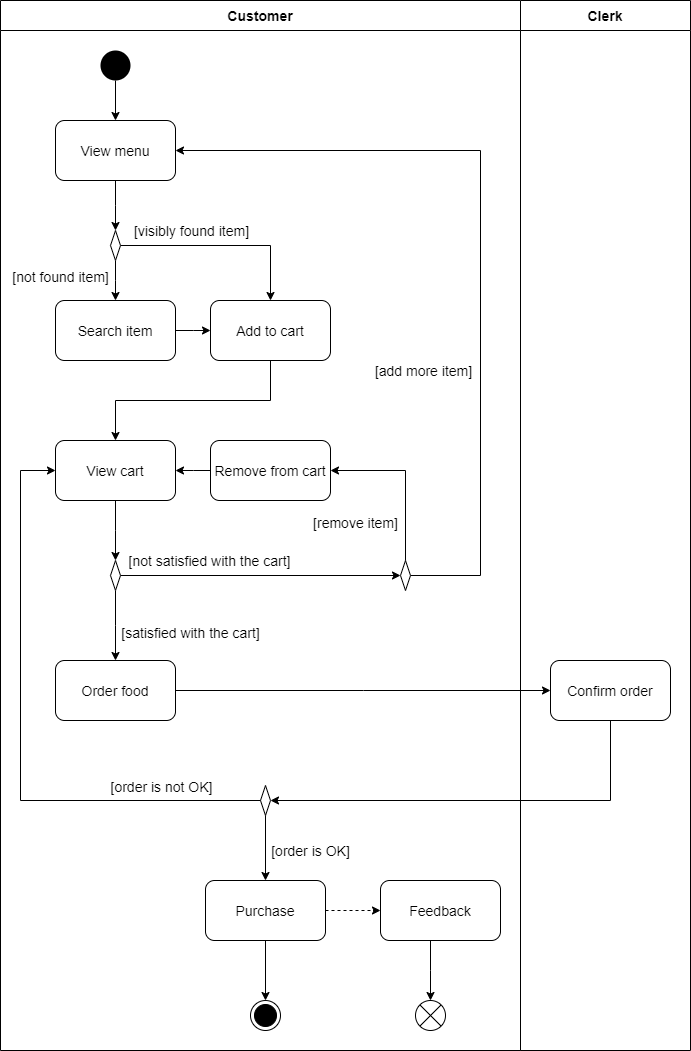 Customer
Clerk
View menu
[visibly found item]
[not found item]
Search item
Add to cart
[add more item]
View cart
Remove from cart
[remove item]
[not satisfied with the cart]
[satisfied with the cart]
Order food
Confirm order
[order is not OK]
[order is OK]
Purchase
Feedback